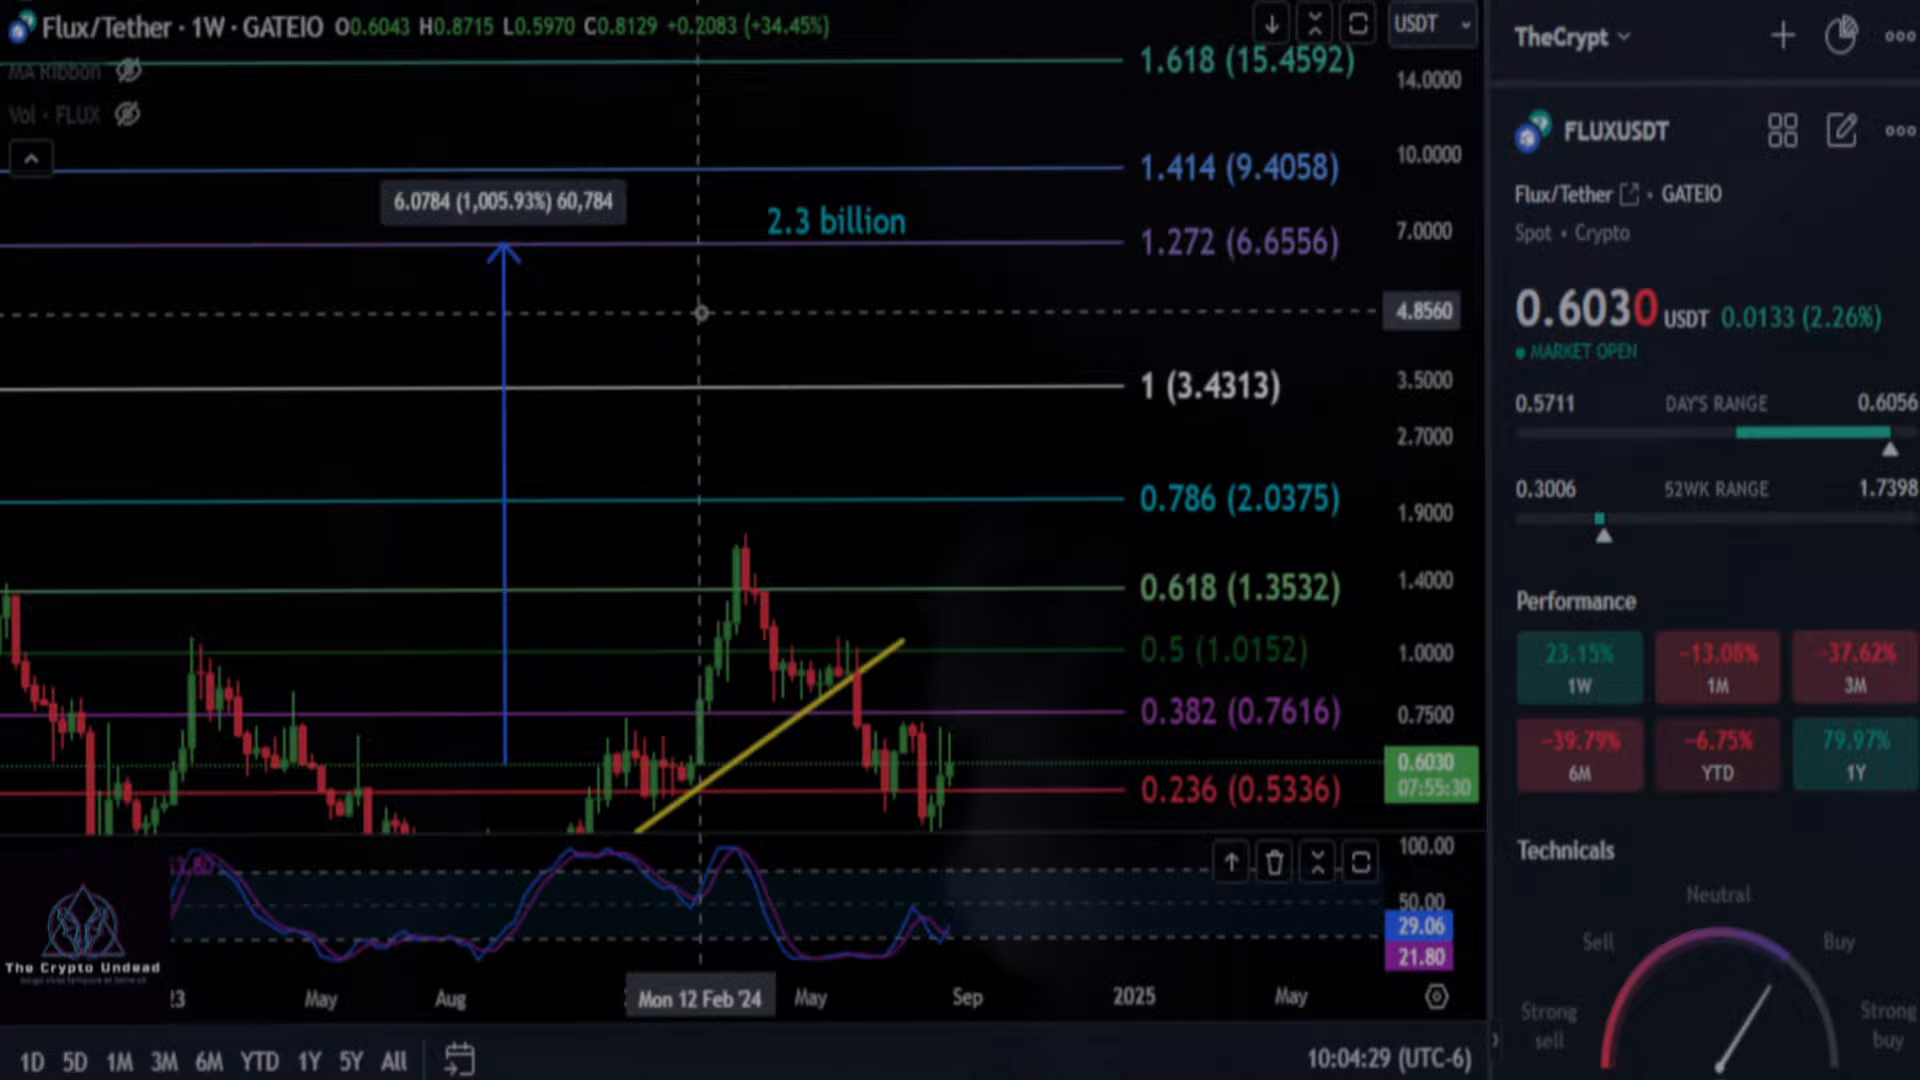 Flux/Tether · 1W · GATEIO O0.6043 H0.8715 L0.5970 C0.8129 +0.2083 (+34.45%)
MA Ribbon
Vol · FLUX
USDT
1.618 (15.4592)
1.414 (9.4058)
6.0784 (1,005.93%) 60,784
2.3 billion
1.272 (6.6556)
1 (3.4313)
0.786 (2.0375)
0.618 (1.3532)
0.5 (1.0152)
0.382 (0.7616)
0.236 (0.5336)
14.0000
10.0000
7.0000
4.8560
3.5000
2.7000
1.9000
1.4000
1.0000
0.7500
0.6030
07:55:30
100.00
50.00
29.06
21.80
The Crypto Undead
May
Aug
Mon 12 Feb '24
May
Sep
2025
May
1D 5D 1M 3M 6M YTD 1Y 5Y All
10:04:29 (UTC-6)
TheCrypt
FLUXUSDT
Flux/Tether · GATEIO
Spot • Crypto
0.6030 USDT 0.0133 (2.26%)
MARKET OPEN
0.5711 DAY'S RANGE 0.6056
0.3006 52WK RANGE 1.7398
Performance
23.15% -13.08% -37.62%
1W 1M 3M
-39.79% -6.75% 79.97%
6M YTD 1Y
Technicals
Neutral
Sell Buy
Strong sell
Strong buy